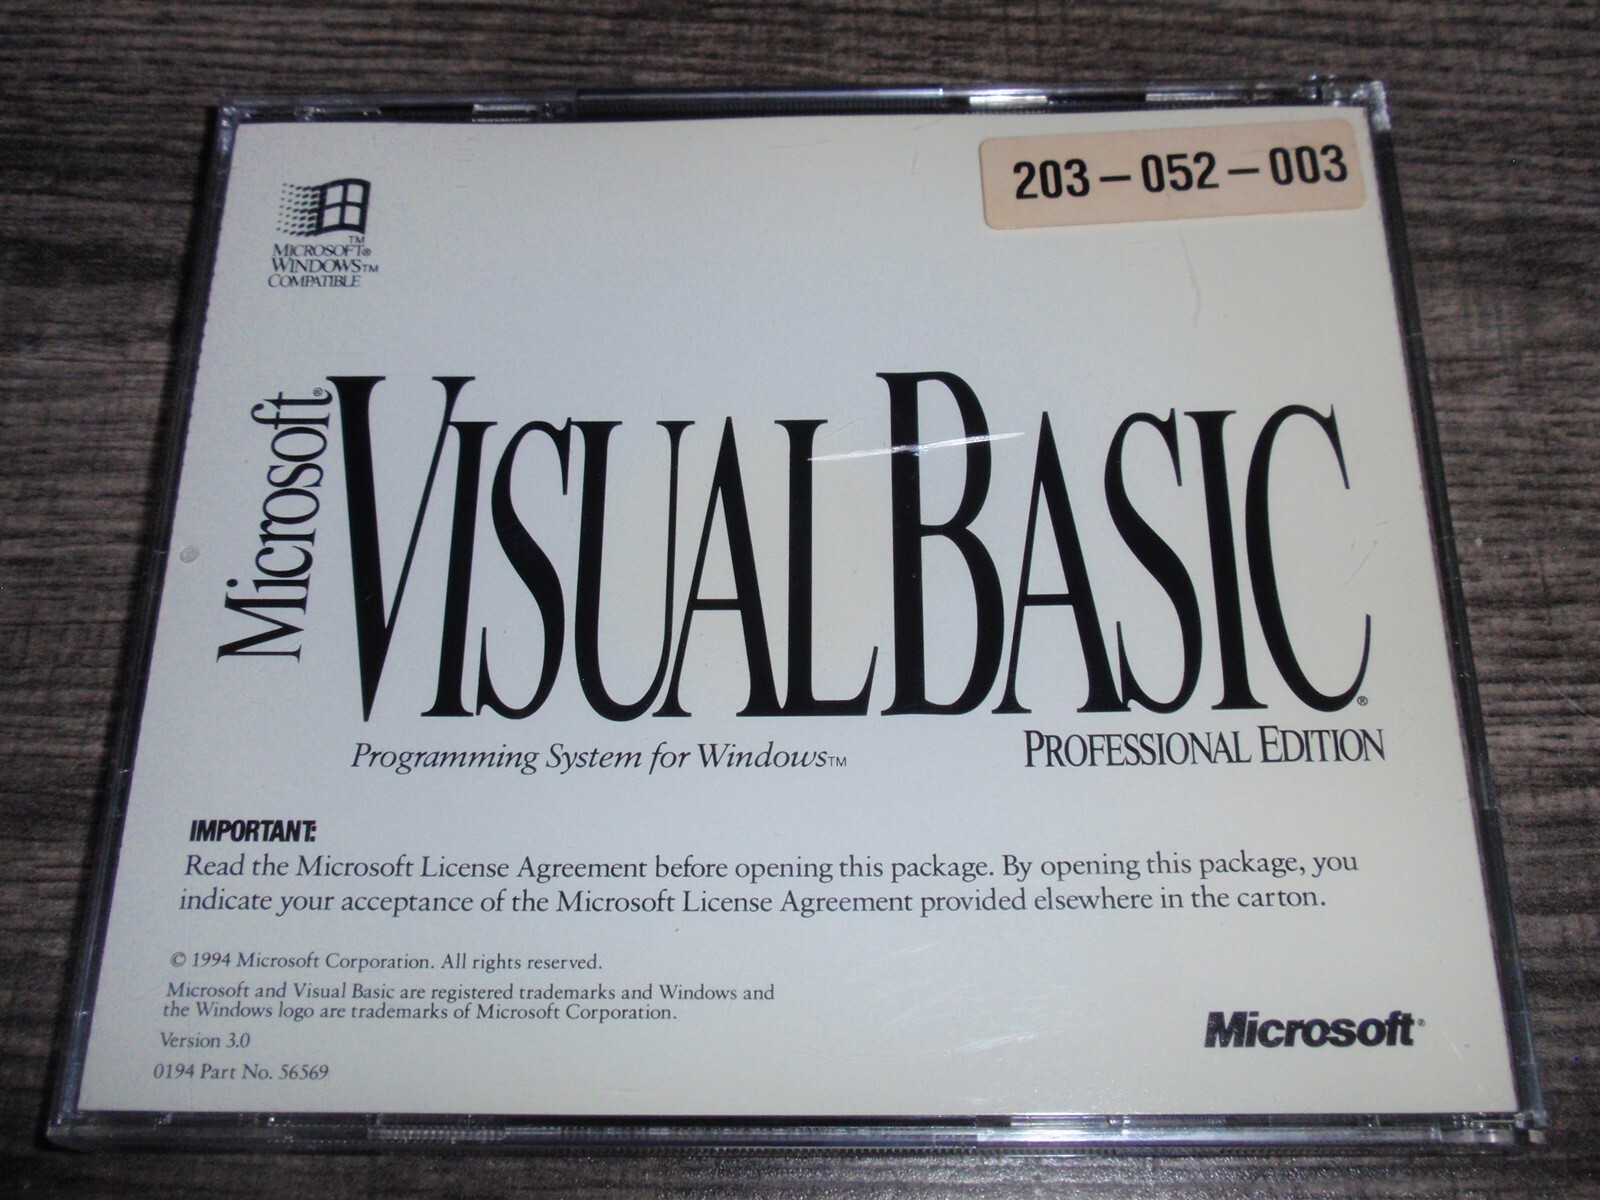 203-052-003
TM
MICROSOFT®
WINDOWS™
COMPATIBLE
Microsoft®
VISUAL BASIC®
Programming System for Windows™
PROFESSIONAL EDITION
IMPORTANT:
Read the Microsoft License Agreement before opening this package. By opening this package, you
indicate your acceptance of the Microsoft License Agreement provided elsewhere in the carton.
© 1994 Microsoft Corporation. All rights reserved.
Microsoft and Visual Basic are registered trademarks and Windows and
the Windows logo are trademarks of Microsoft Corporation.
Version 3.0
0194 Part No. 56569
Microsoft®